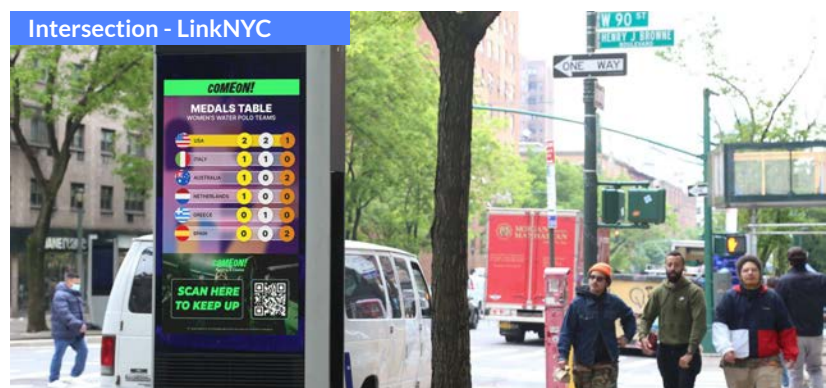 Intersection - LinkNYC
W 90 ST
HENRY J BROWNE
BOULEVARD
ONE WAY
COMEON!
MEDALS TABLE
WOMEN'S WATER POLO TEAMS
USA 2 2 1
ITALY 1 1 0
AUSTRALIA 1 0 2
NETHERLANDS 1 0 0
GREECE 0 1 0
SPAIN 0 0 2
COMEON!
SCAN HERE
TO KEEP UP
MANHATTAN